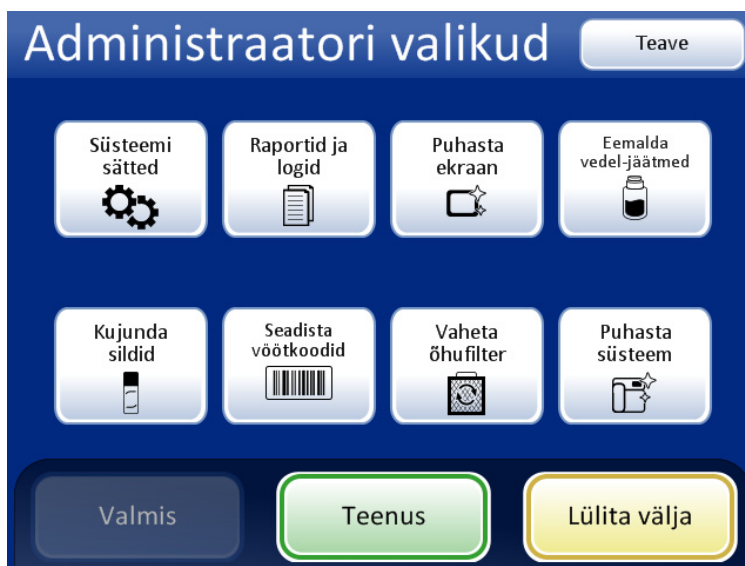 Administraatori valikud
Teave
Süsteemi
sätted
Raportid ja
logid
Puhasta
ekraan
Eemalda
vedel-jäätmed
Kujunda
sildid
Seadista
vöötkoodid
Vaheta
õhufilter
Puhasta
süsteem
Valmis
Teenus
Lülita välja